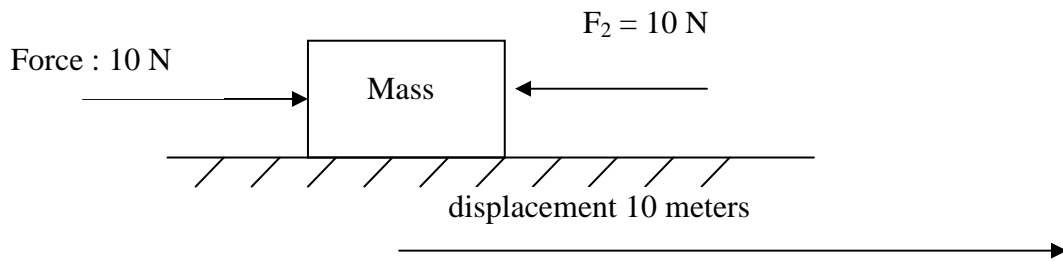 F₂ = 10 N
Force : 10 N
Mass
displacement 10 meters